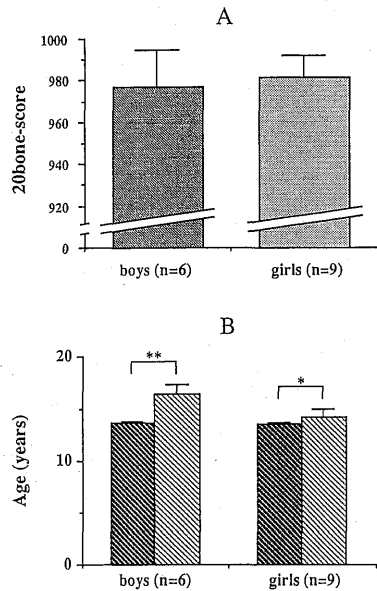 A
20bone-score
1000
980
960
940
920
0
boys (n=6)
girls (n=9)
B
Age (years)
20
10
0
**
*
boys (n=6)
girls (n=9)